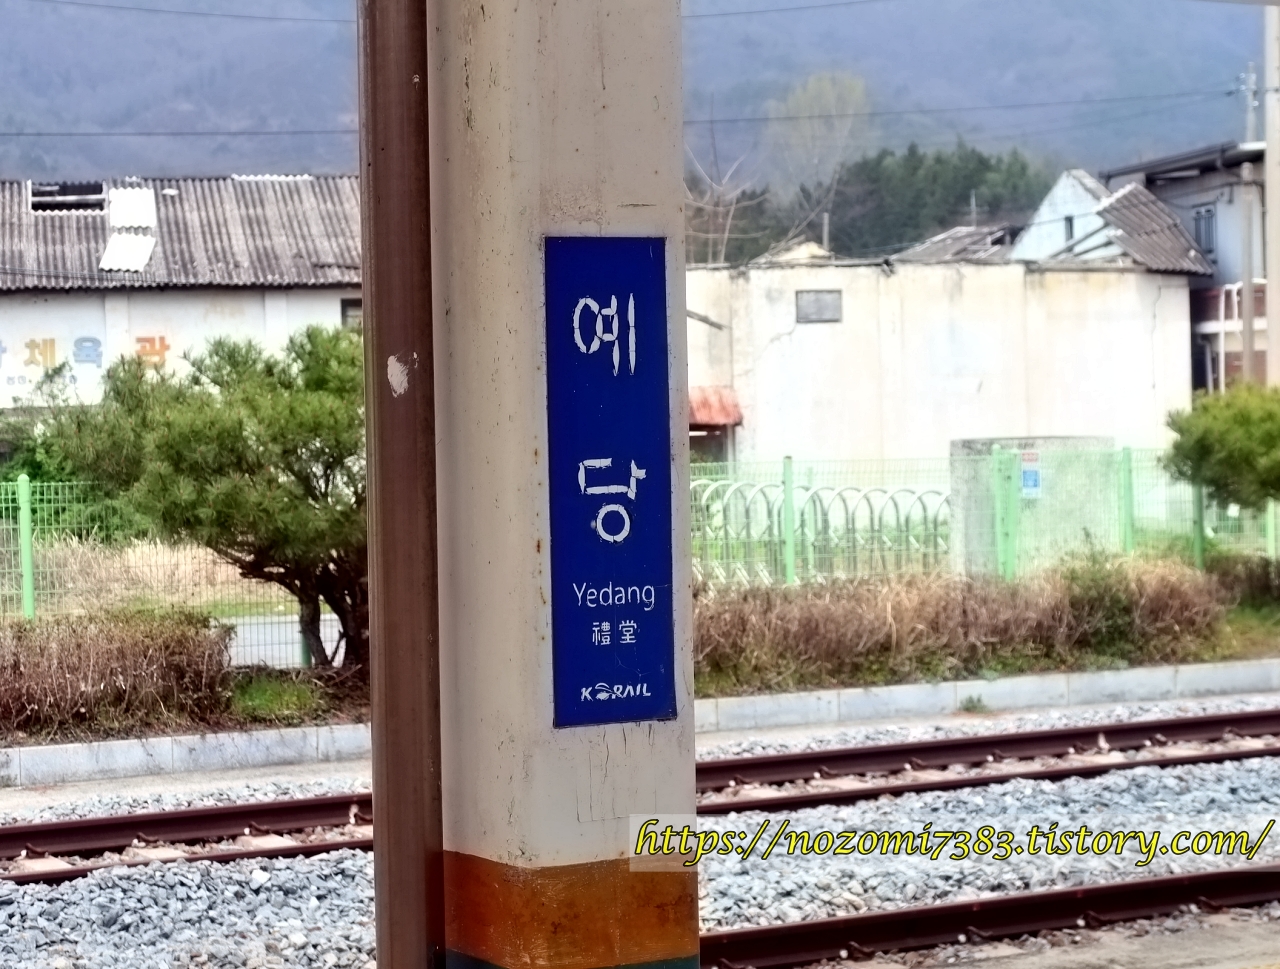 체육관
예
당
Yedang
禮堂
KORAIL
https://nozomi7383.tistory.com/